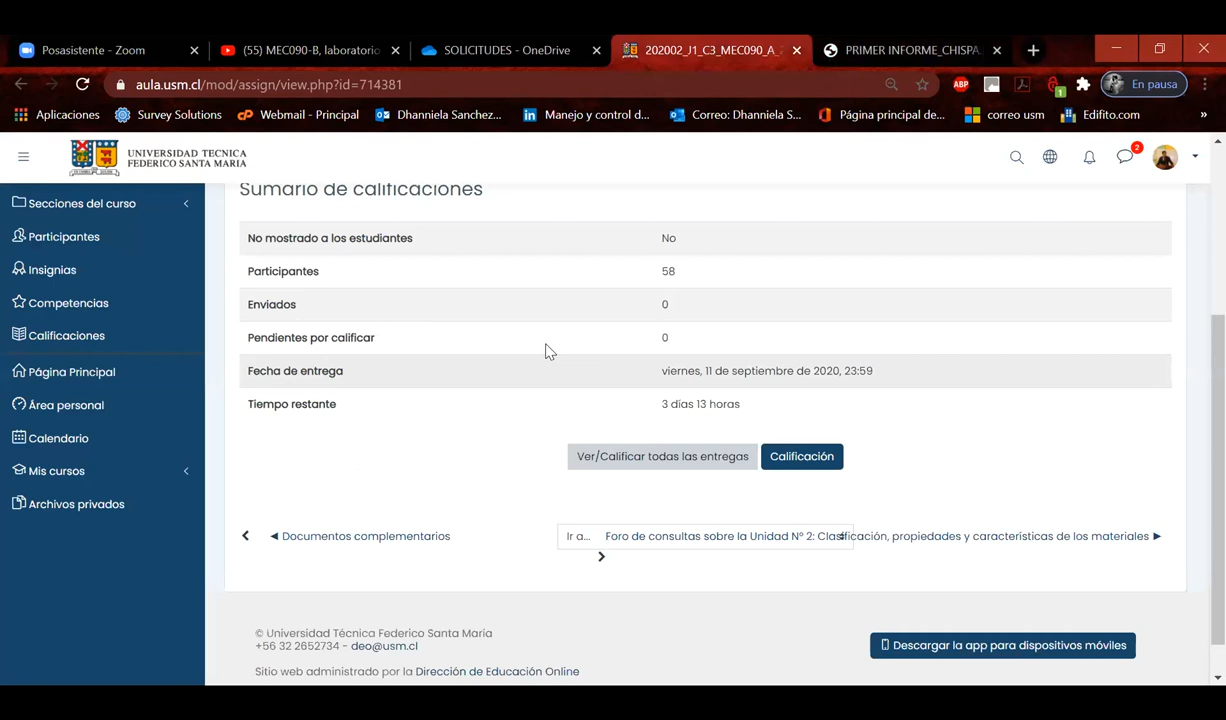 Posasistente - Zoom
(55) MEC090-B, laboratorio
SOLICITUDES - OneDrive
202002_J1_C3_MEC090_A_
PRIMER INFORME_CHISPA.
aula.usm.cl/mod/assign/view.php?id=714381
ABP
1
En pausa
Aplicaciones
Survey Solutions
Webmail - Principal
Dhanniela Sanchez...
Manejo y control d...
Correo: Dhanniela S...
Página principal de...
correo usm
Edifito.com
»
UNIVERSIDAD TECNICA
FEDERICO SANTA MARIA
2
Secciones del curso
Participantes
Insignias
Competencias
Calificaciones
Página Principal
Área personal
Calendario
Mis cursos
Archivos privados
Sumario de calificaciones
No mostrado a los estudiantes No
Participantes 58
Enviados 0
Pendientes por calificar 0
Fecha de entrega viernes, 11 de septiembre de 2020, 23:59
Tiempo restante 3 días 13 horas
Ver/Calificar todas las entregas Calificación
◄ Documentos complementarios
Ir a...
Foro de consultas sobre la Unidad N° 2: Clasificación, propiedades y características de los materiales ►
© Universidad Técnica Federico Santa Maria
+56 32 2652734 - deo@usm.cl
Sitio web administrado por la Dirección de Educación Online
Descargar la app para dispositivos móviles